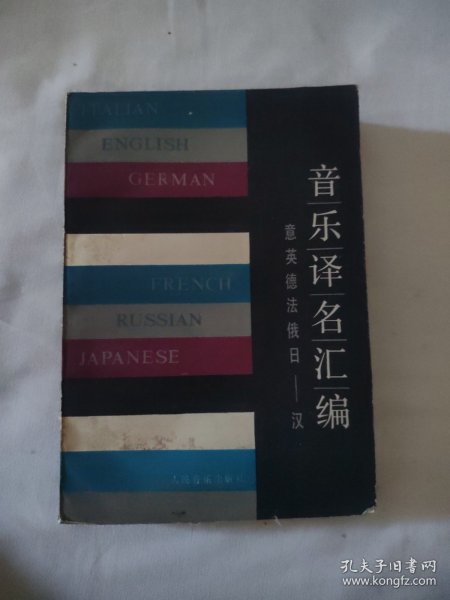 ITALIAN
ENGLISH
GERMAN
FRENCH
RUSSIAN
JAPANESE
音乐译名汇编
意英德法俄日——汉
人民音乐出版社
孔夫子旧书网
www.kongfz.com